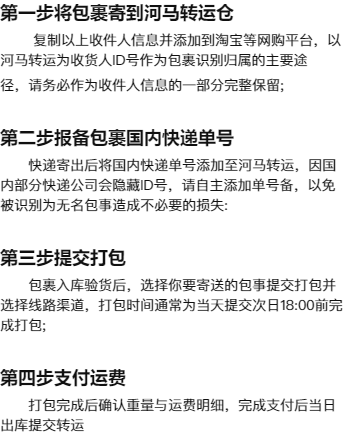 第一步将包裹寄到河马转运仓
复制以上收件人信息并添加到淘宝等网购平台，以
河马转运为收货人ID号作为包裹识别归属的主要途
径，请务必作为收件人信息的一部分完整保留;
第二步报备包裹国内快递单号
快递寄出后将国内快递单号添加至河马转运，因国
内部分快递公司会隐藏ID号，请自主添加单号备，以免
被识别为无名包事造成不必要的损失:
第三步提交打包
包裹入库验货后，选择你要寄送的包事提交打包并
选择线路渠道，打包时间通常为当天提交次日18:00前完
成打包;
第四步支付运费
打包完成后确认重量与运费明细，完成支付后当日
出库提交转运